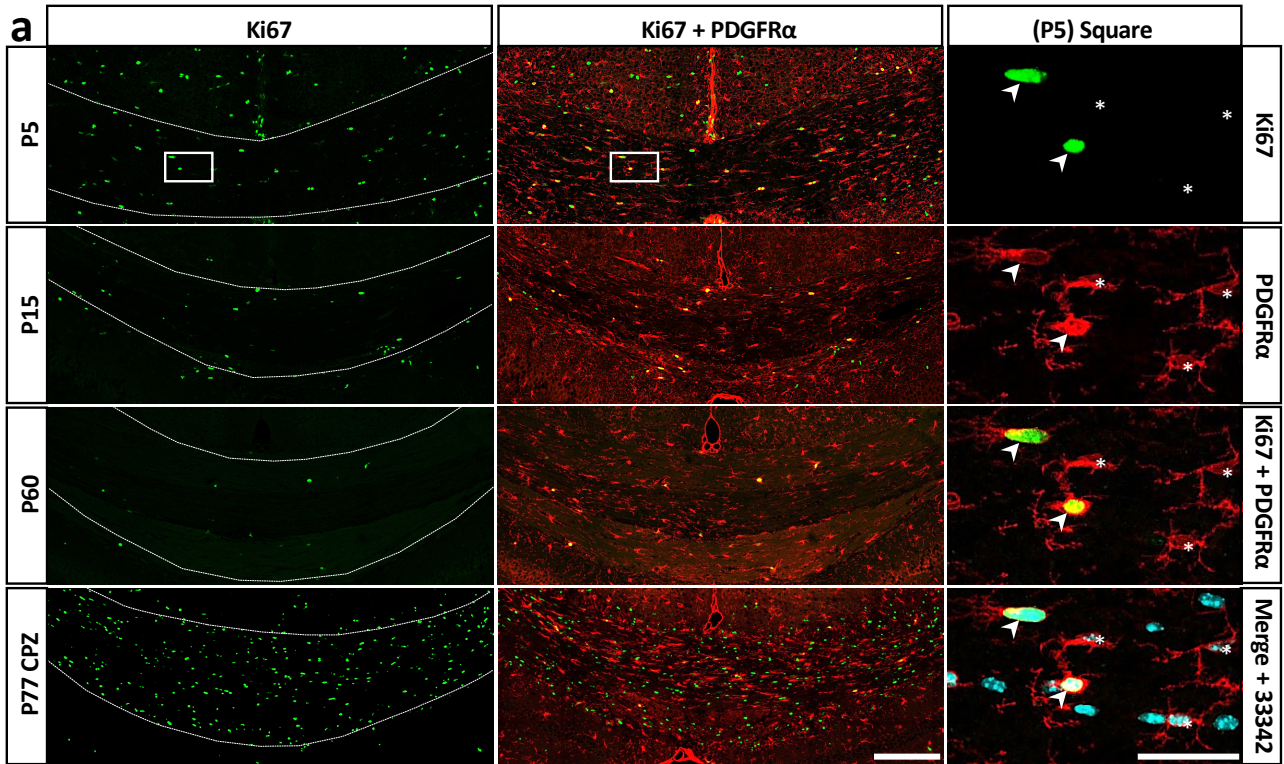 a
Ki67
Ki67 + PDGFRα
(P5) Square
P5
Ki67
P15
PDGFRα
P60
Ki67 + PDGFRα
P77 CPZ
Merge + 33342